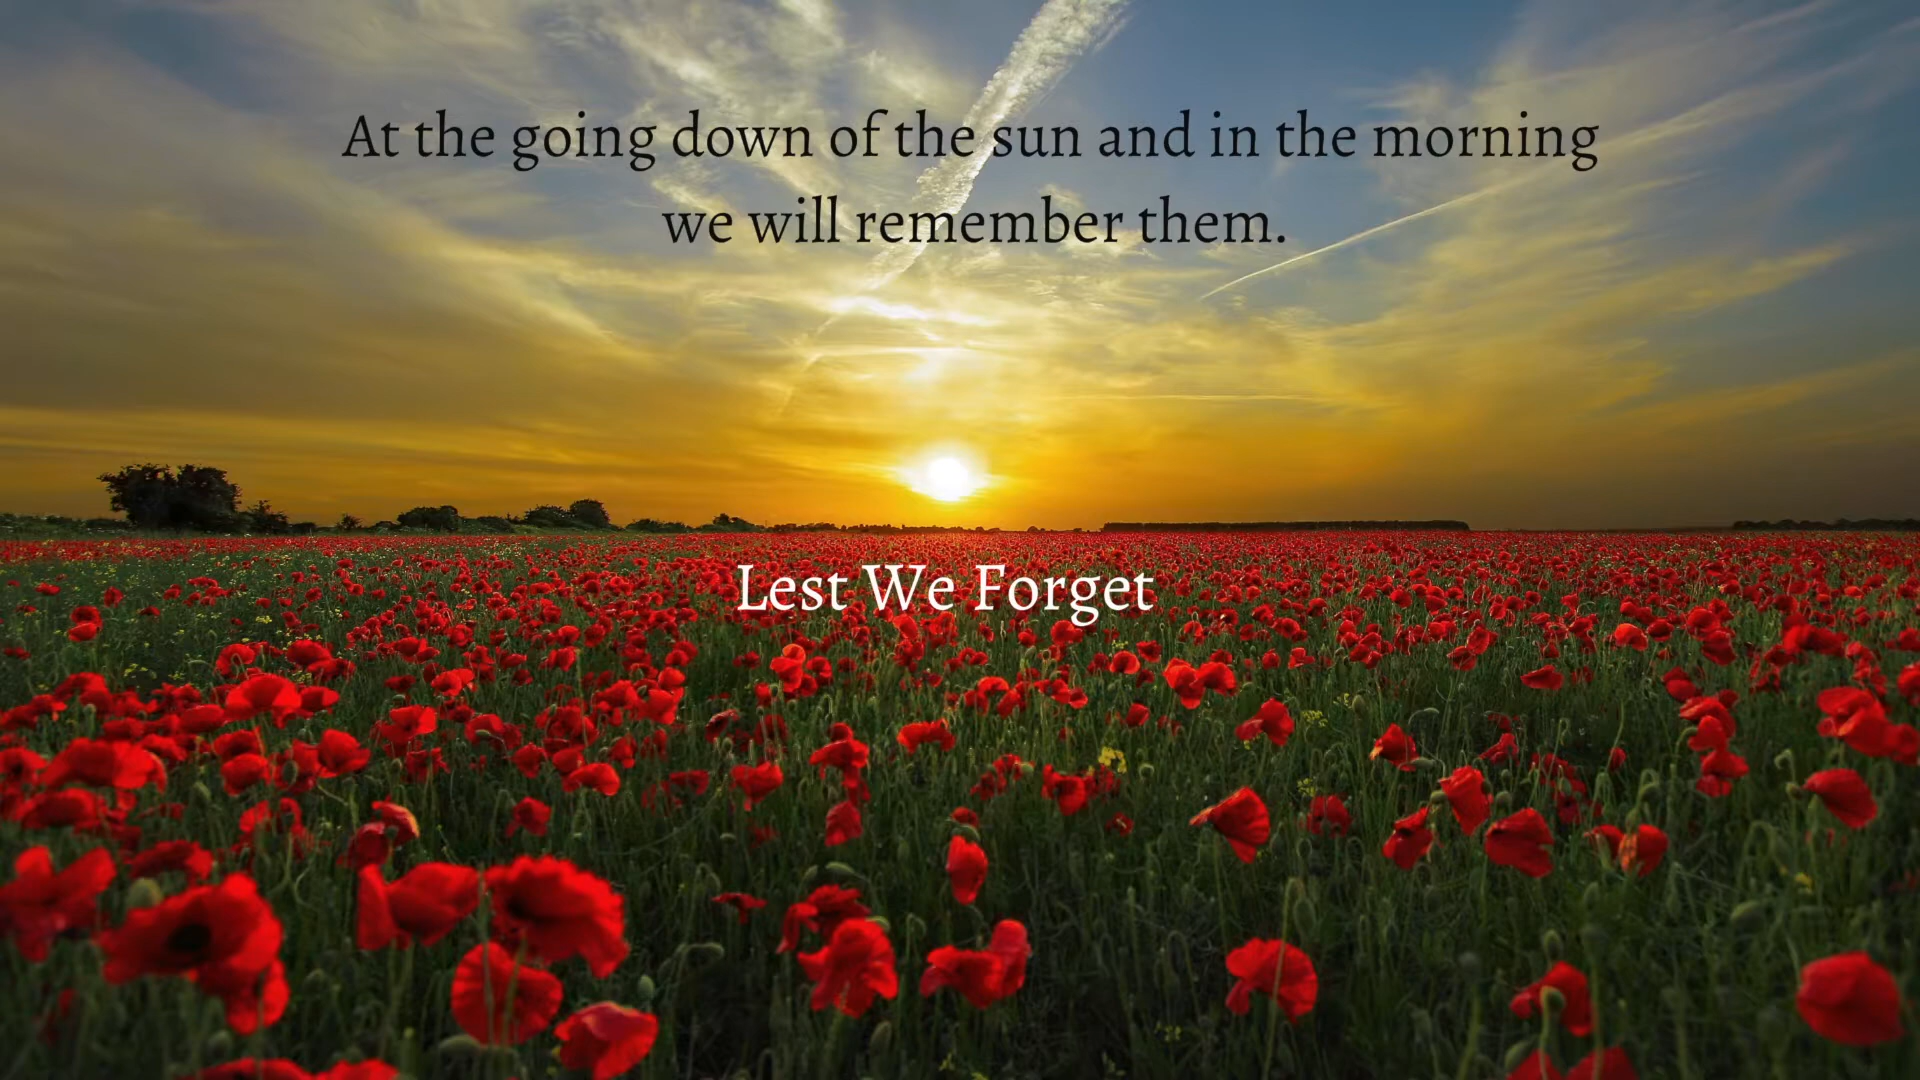 At the going down of the sun and in the morning
we will remember them.
Lest We Forget